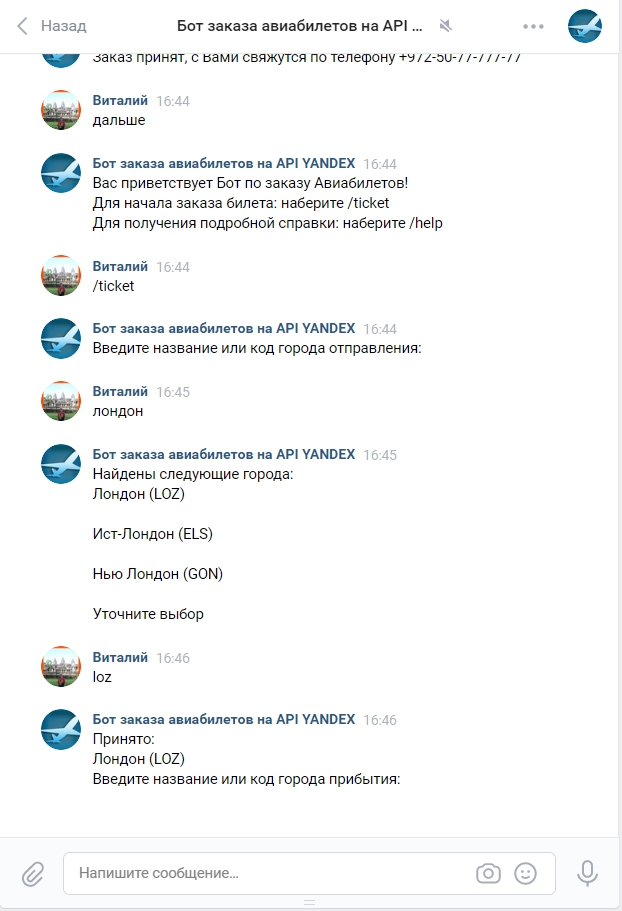 Назад
Бот заказа авиабилетов на API ...
Заказ принят, с Вами свяжутся по телефону +972-50-77-777-77
Виталий 16:44
дальше
Бот заказа авиабилетов на API YANDEX 16:44
Вас приветствует Бот по заказу Авиабилетов!
Для начала заказа билета: наберите /ticket
Для получения подробной справки: наберите /help
Виталий 16:44
/ticket
Бот заказа авиабилетов на API YANDEX 16:44
Введите название или код города отправления:
Виталий 16:45
лондон
Бот заказа авиабилетов на API YANDEX 16:45
Найдены следующие города:
Лондон (LOZ)
Ист-Лондон (ELS)
Нью Лондон (GON)
Уточните выбор
Виталий 16:46
loz
Бот заказа авиабилетов на API YANDEX 16:46
Принято:
Лондон (LOZ)
Введите название или код города прибытия:
Напишите сообщение...